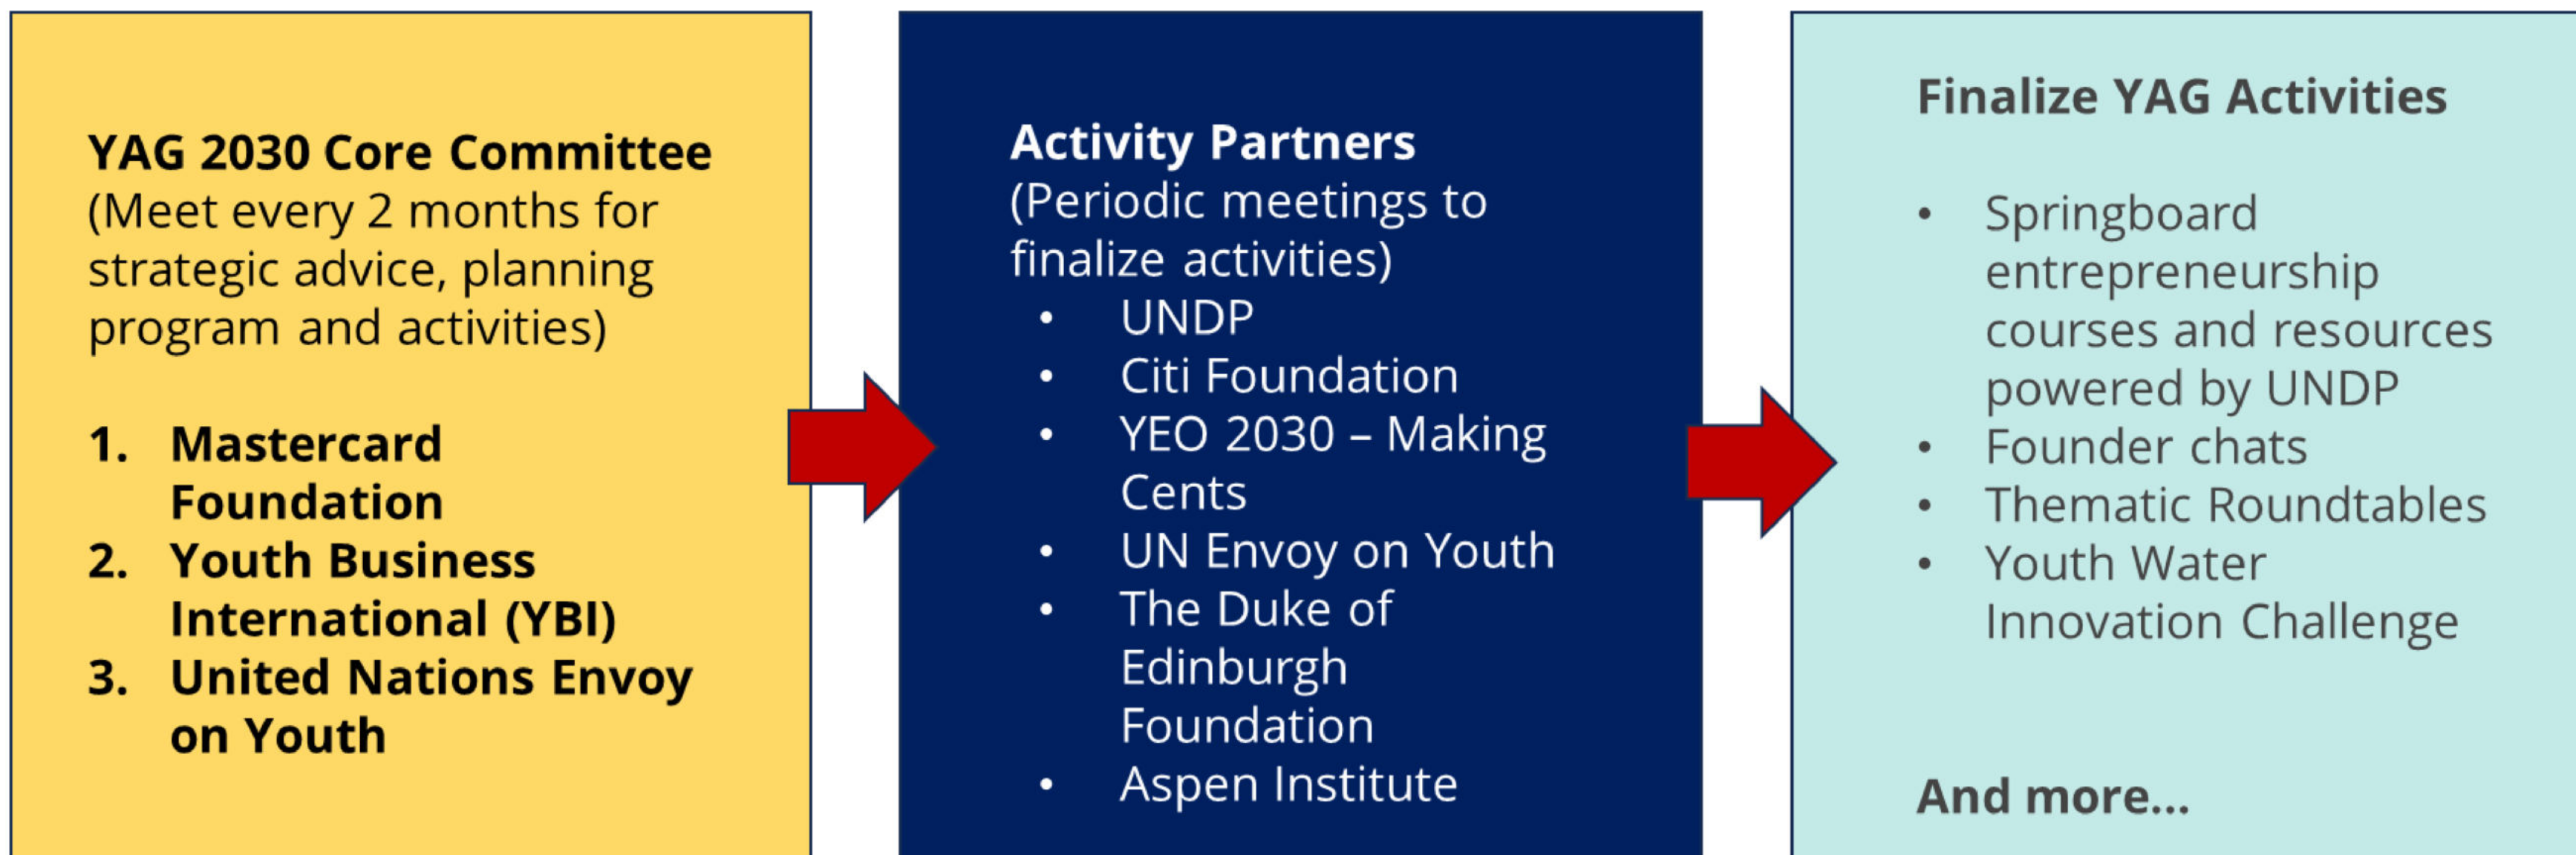 YAG 2030 Core Committee
(Meet every 2 months for
strategic advice, planning
program and activities)
1. Mastercard
Foundation
2. Youth Business
International (YBI)
3. United Nations Envoy
on Youth
Activity Partners
(Periodic meetings to
finalize activities)
• UNDP
• Citi Foundation
• YEO 2030 – Making
Cents
• UN Envoy on Youth
• The Duke of
Edinburgh
Foundation
• Aspen Institute
Finalize YAG Activities
• Springboard
entrepreneurship
courses and resources
powered by UNDP
• Founder chats
• Thematic Roundtables
• Youth Water
Innovation Challenge
And more...